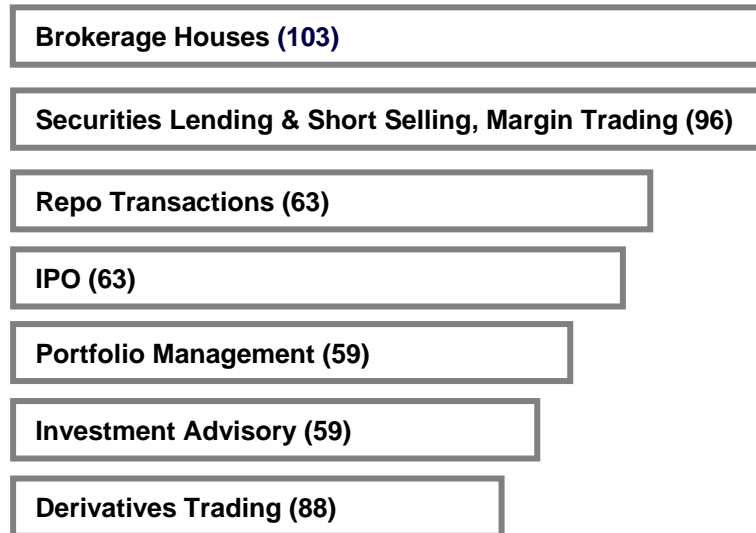 Brokerage Houses (103)
Securities Lending & Short Selling, Margin Trading (96)
Repo Transactions (63)
IPO (63)
Portfolio Management (59)
Investment Advisory (59)
Derivatives Trading (88)